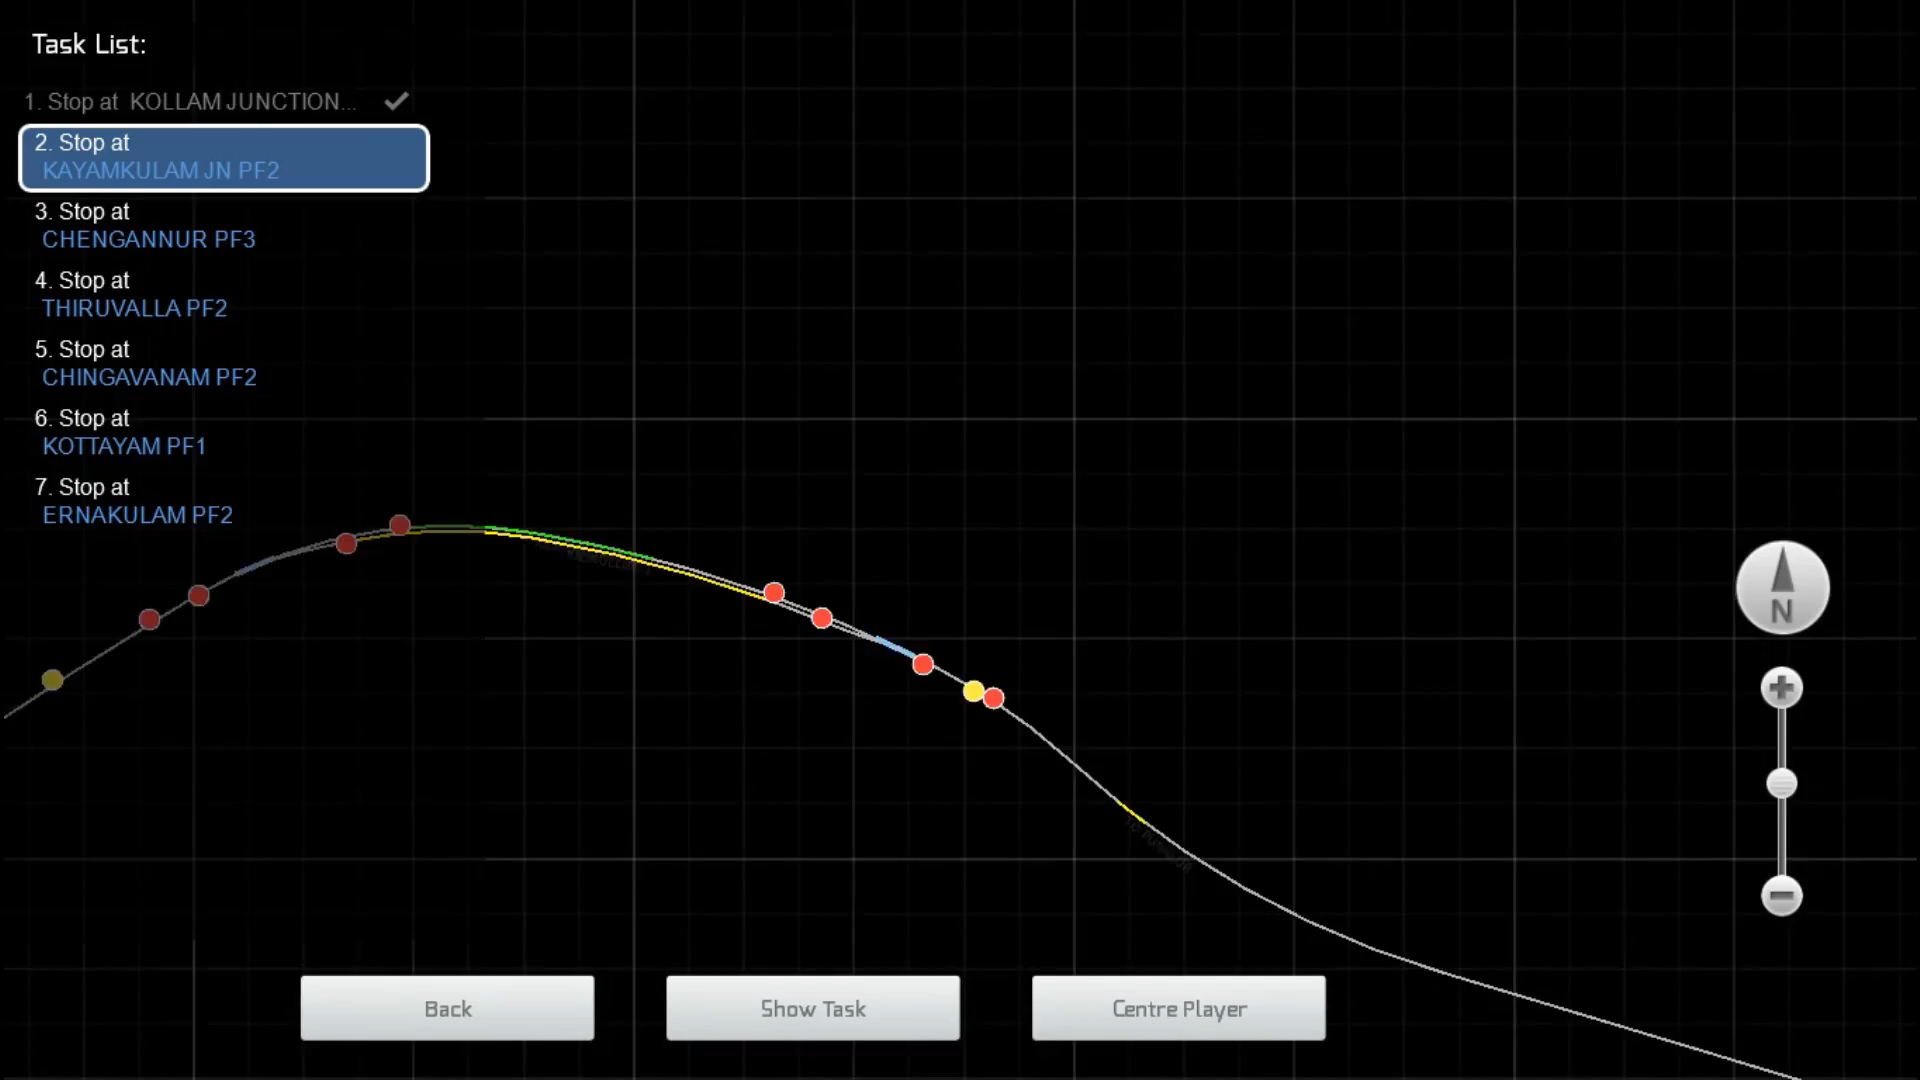 Task List:
1. Stop at KOLLAM JUNCTION...
2. Stop at
KAYAMKULAM JN PF2
3. Stop at
CHENGANNUR PF3
4. Stop at
THIRUVALLA PF2
5. Stop at
CHINGAVANAM PF2
6. Stop at
KOTTAYAM PF1
7. Stop at
ERNAKULAM PF2
N
Back
Show Task
Centre Player